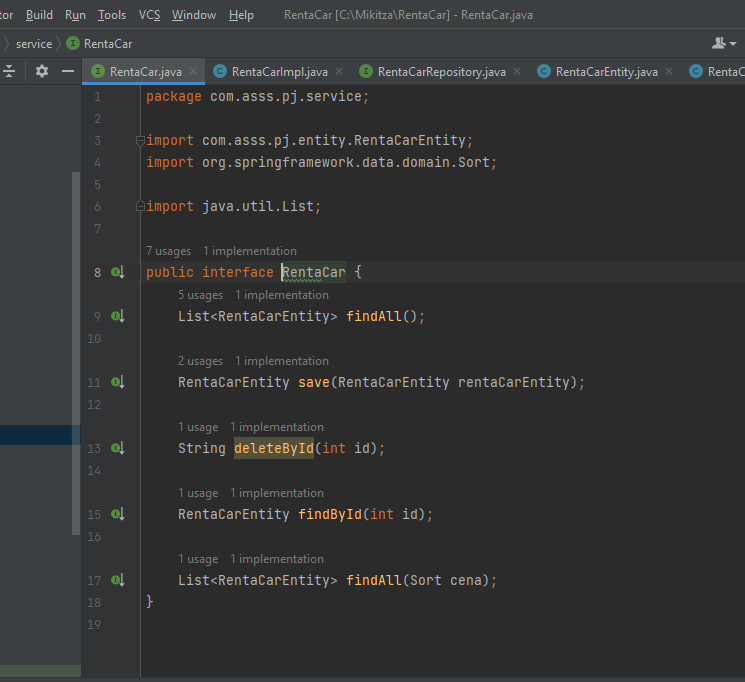 tor Build Run Tools VCS Window Help RentaCar [C:\Mikitza\RentaCar] - RentaCar.java
service RentaCar
RentaCar.java RentaCarImpl.java RentaCarRepository.java RentaCarEntity.java RentaC
1 package com.asss.pj.service;
2
3 import com.asss.pj.entity.RentaCarEntity;
4 import org.springframework.data.domain.Sort;
5
6 import java.util.List;
7
7 usages 1 implementation
8 public interface RentaCar {
5 usages 1 implementation
9 List<RentaCarEntity> findAll();
10
2 usages 1 implementation
11 RentaCarEntity save(RentaCarEntity rentaCarEntity);
12
1 usage 1 implementation
13 String deleteById(int id);
14
1 usage 1 implementation
15 RentaCarEntity findById(int id);
16
1 usage 1 implementation
17 List<RentaCarEntity> findAll(Sort cena);
18 }
19